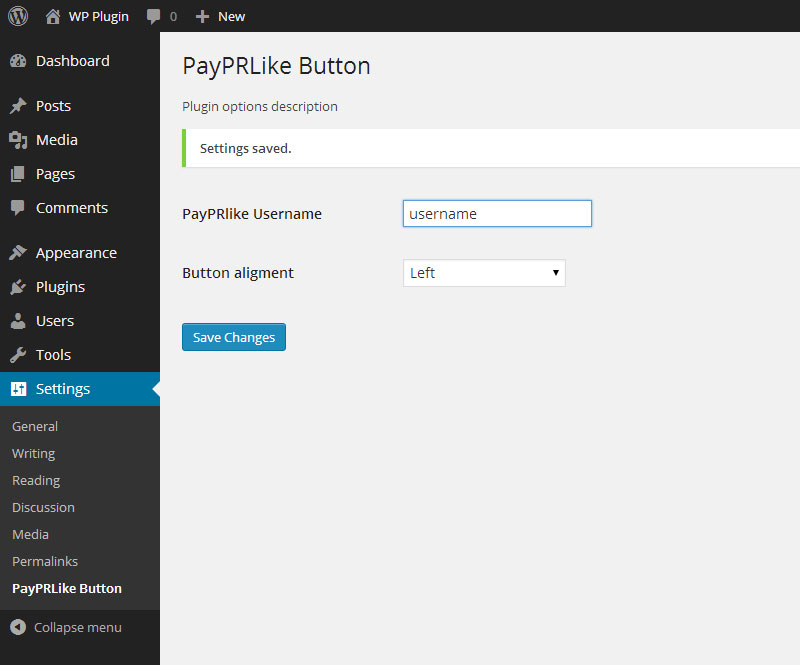 WP Plugin 0 New
Dashboard
Posts
Media
Pages
Comments
Appearance
Plugins
Users
Tools
Settings
General
Writing
Reading
Discussion
Media
Permalinks
PayPRLike Button
Collapse menu
PayPRLike Button
Plugin options description
Settings saved.
PayPRlike Username username
Button aligment Left
Save Changes